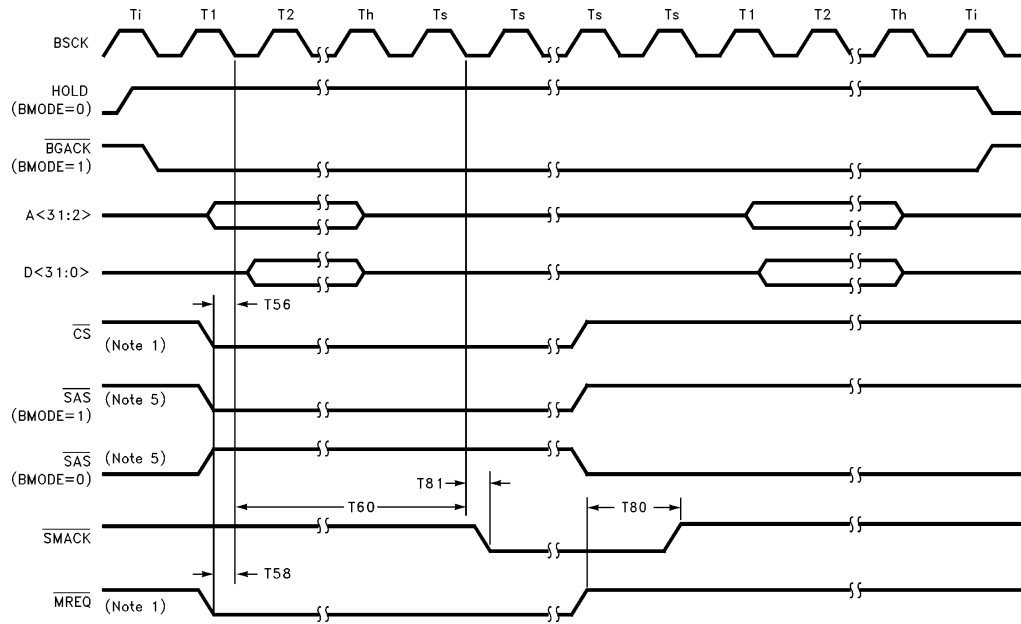 Ti T1 T2 Th Ts Ts Ts Ts T1 T2 Th Ti
BSCK
HOLD
(BMODE=0)
BGACK
(BMODE=1)
A<31:2>
D<31:0>
T56
CS (Note 1)
SAS (Note 5)
(BMODE=1)
SAS (Note 5)
(BMODE=0)
T81
T60 T80
SMACK
T58
MREQ (Note 1)